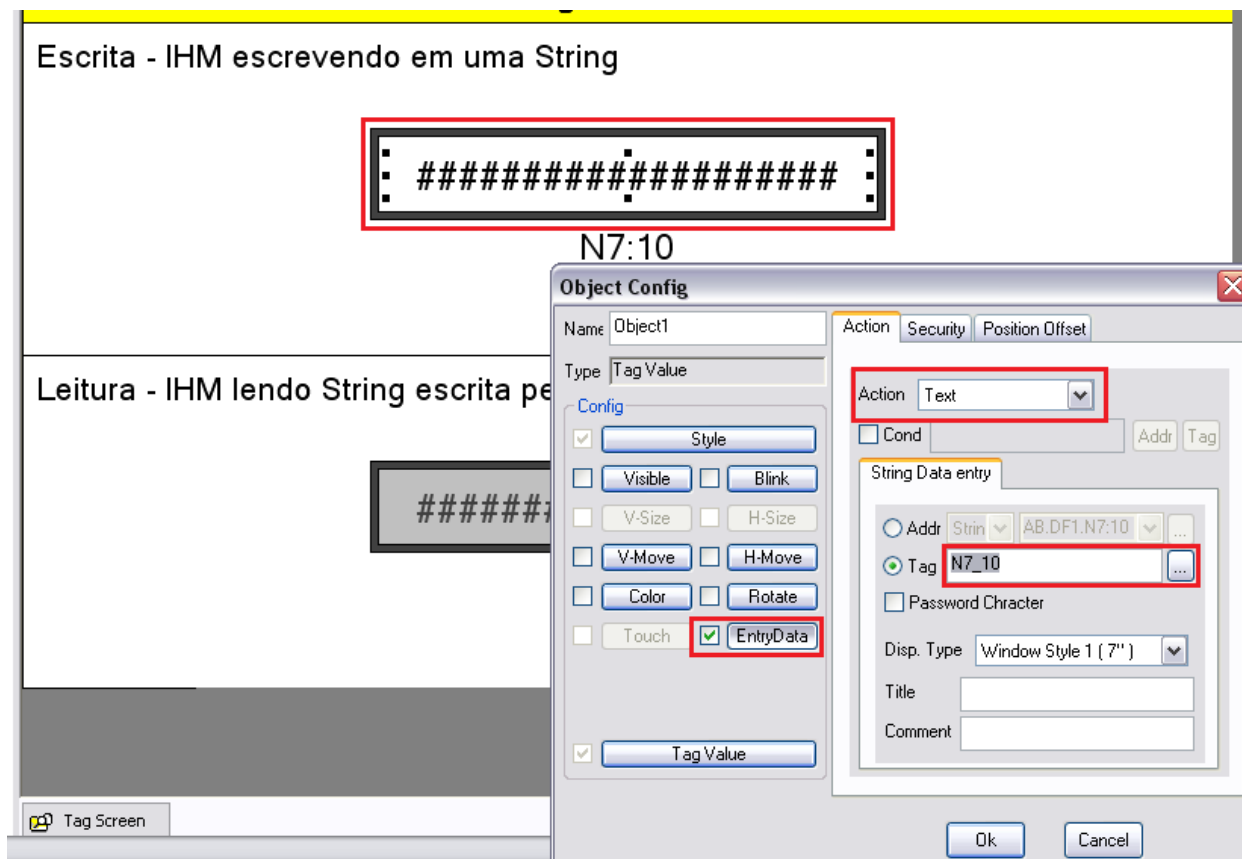 Escrita - IHM escrevendo em uma String
####################
N7:10
Object Config
Name Object1
Action Security Position Offset
Type Tag Value
Action Text
Config
Style
Cond Addr Tag
Visible Blink
String Data entry
V-Size H-Size
Addr Strin AB.DF1.N7:10 ...
V-Move H-Move
Tag N7_10 ...
Color Rotate
Password Chracter
Touch EntryData
Disp. Type Window Style 1 ( 7'' )
Title
Comment
Tag Value
Ok Cancel
Leitura - IHM lendo String escrita pe
#######
Tag Screen